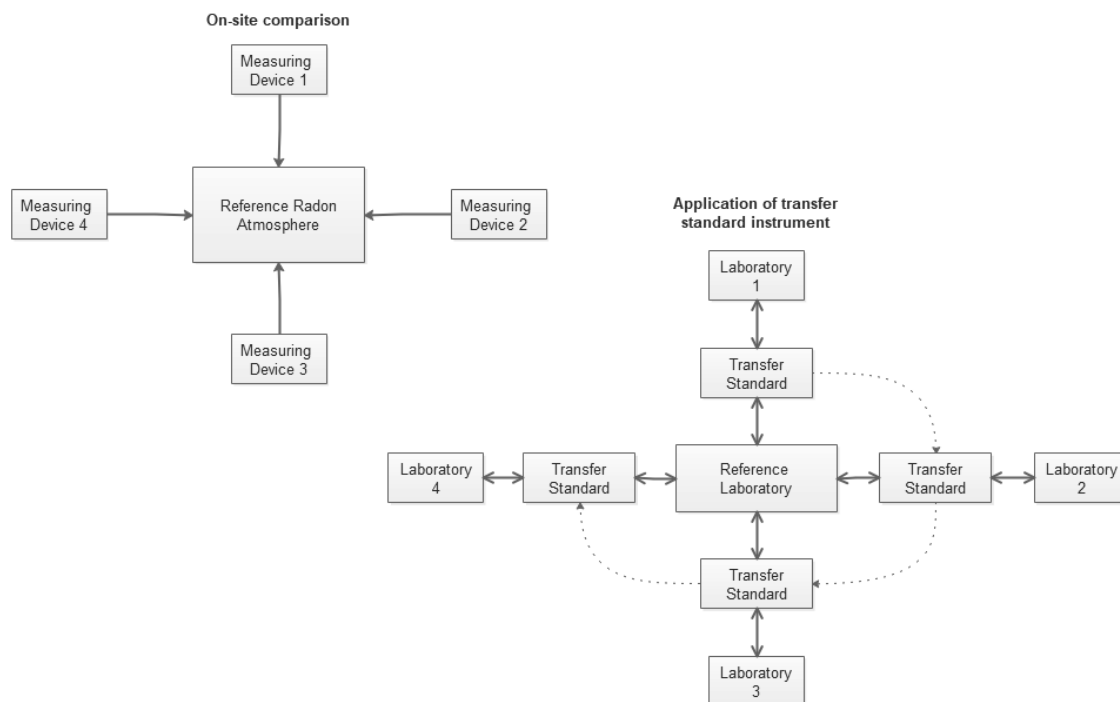 On-site comparison
Measuring
Device 1
Measuring
Device 4
Reference Radon
Atmosphere
Measuring
Device 2
Measuring
Device 3
Application of transfer
standard instrument
Laboratory
1
Transfer
Standard
Laboratory
4
Transfer
Standard
Reference
Laboratory
Transfer
Standard
Laboratory
2
Transfer
Standard
Laboratory
3